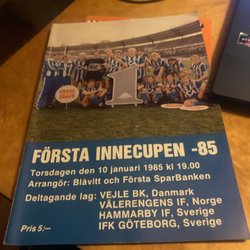 FÖRSTA INNECUPEN -85
Torsdagen den 10 januari 1985 kl 19.00
Arrangör: Blåvitt och Första SparBanken
Deltagande lag: VEJLE BK, Danmark
VÅLERENGENS IF, Norge
HAMMARBY IF, Sverige
IFK GÖTEBORG, Sverige
Pris 5:—